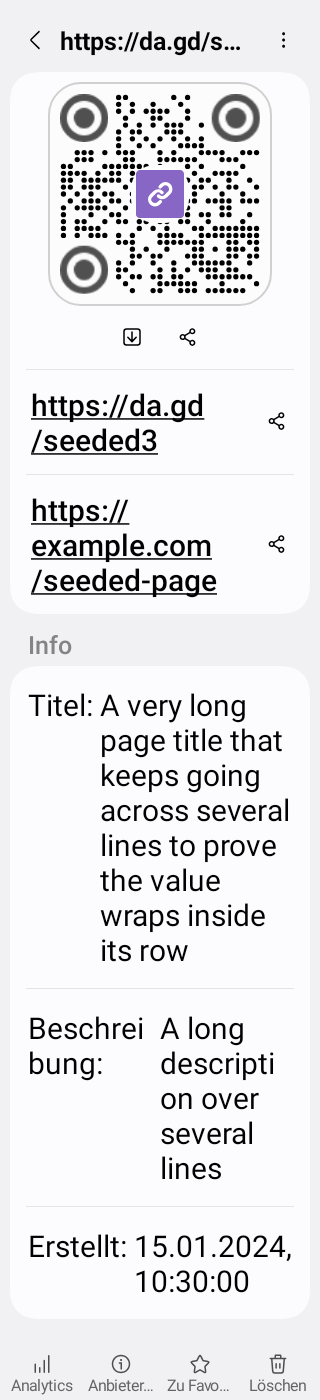 https://da.gd/s...
https://da.gd
/seeded3
https://
example.com
/seeded-page
Info
Titel: A very long
page title that
keeps going
across several
lines to prove
the value
wraps inside
its row
Beschrei A long
bung: descripti
on over
several
lines
Erstellt: 15.01.2024,
10:30:00
Analytics Anbieter... Zu Favo... Löschen